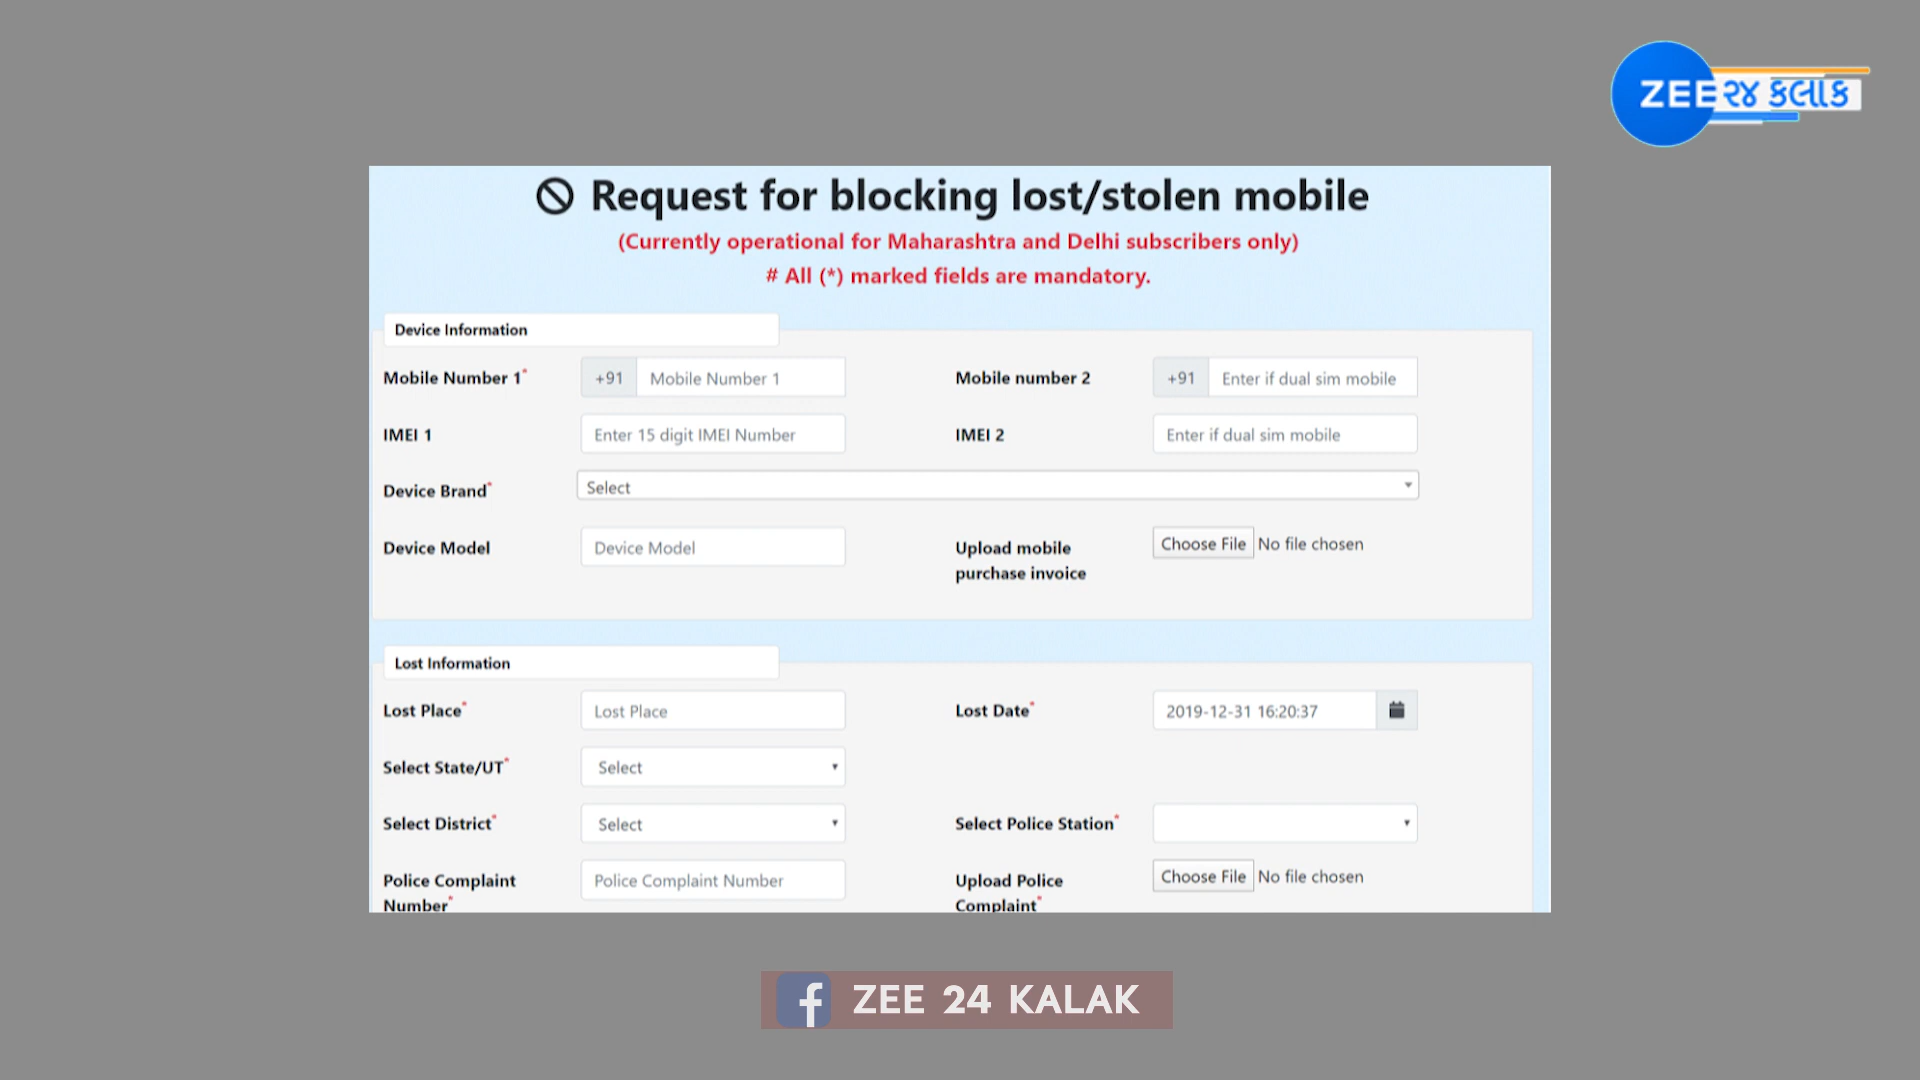 ZEE ૨૪ કલાક
Request for blocking lost/stolen mobile
(Currently operational for Maharashtra and Delhi subscribers only)
# All (*) marked fields are mandatory.
Device Information
Mobile Number 1* +91 Mobile Number 1 Mobile number 2 +91 Enter if dual sim mobile
IMEI 1 Enter 15 digit IMEI Number IMEI 2 Enter if dual sim mobile
Device Brand* Select
Device Model Device Model Upload mobile Choose File No file chosen
purchase invoice
Lost Information
Lost Place* Lost Place Lost Date* 2019-12-31 16:20:37
Select State/UT* Select
Select District* Select Select Police Station*
Police Complaint Police Complaint Number Upload Police Choose File No file chosen
Number* Complaint*
f ZEE 24 KALAK